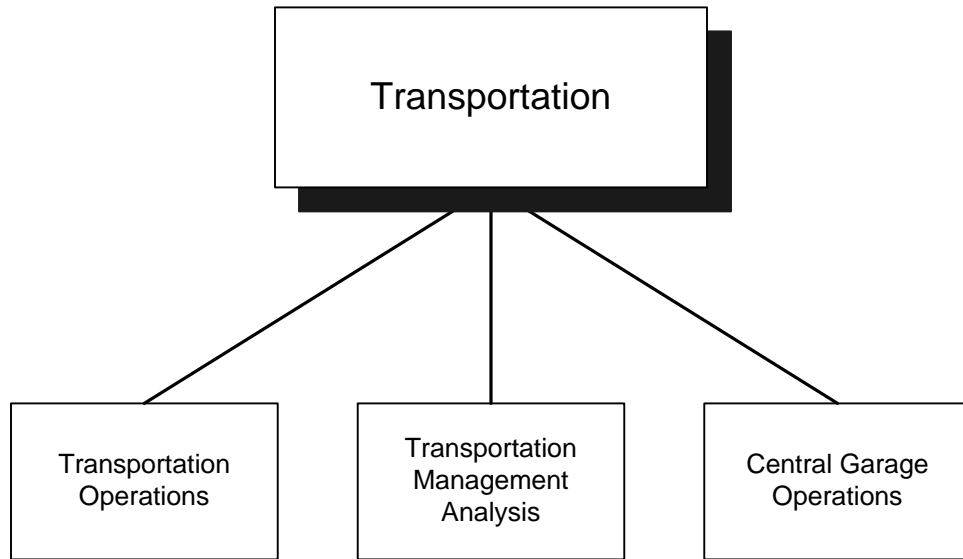 Transportation
Transportation
Operations
Transportation
Management
Analysis
Central Garage
Operations